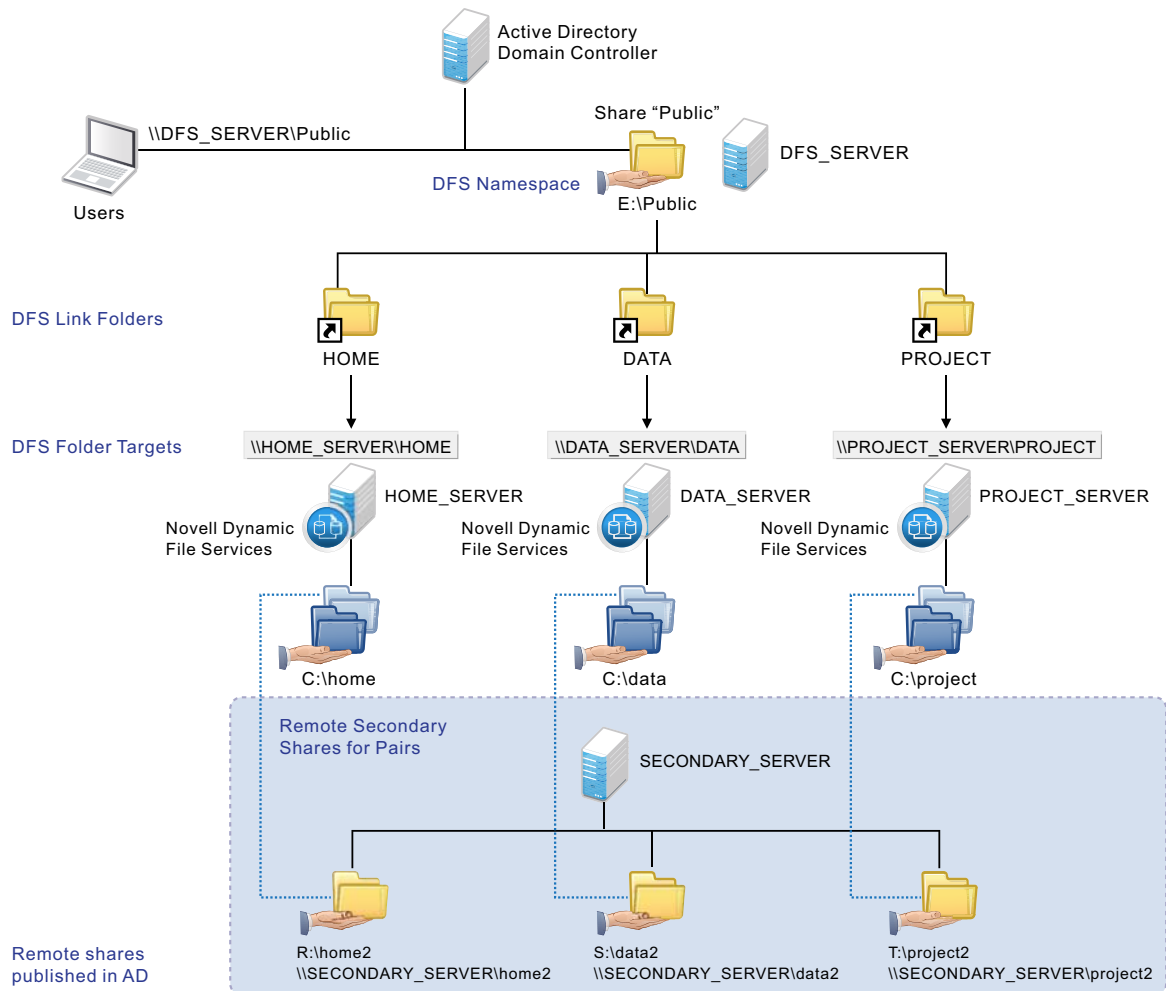 Active Directory
Domain Controller
Share “Public”
\\DFS_SERVER\Public
DFS_SERVER
DFS Namespace
Users
E:\Public
DFS Link Folders
HOME
DATA
PROJECT
DFS Folder Targets
\\HOME_SERVER\HOME
\\DATA_SERVER\DATA
\\PROJECT_SERVER\PROJECT
HOME_SERVER
DATA_SERVER
PROJECT_SERVER
Novell Dynamic
File Services
Novell Dynamic
File Services
Novell Dynamic
File Services
C:\home
C:\data
C:\project
Remote Secondary
Shares for Pairs
SECONDARY_SERVER
Remote shares
published in AD
R:\home2
\\SECONDARY_SERVER\home2
S:\data2
\\SECONDARY_SERVER\data2
T:\project2
\\SECONDARY_SERVER\project2